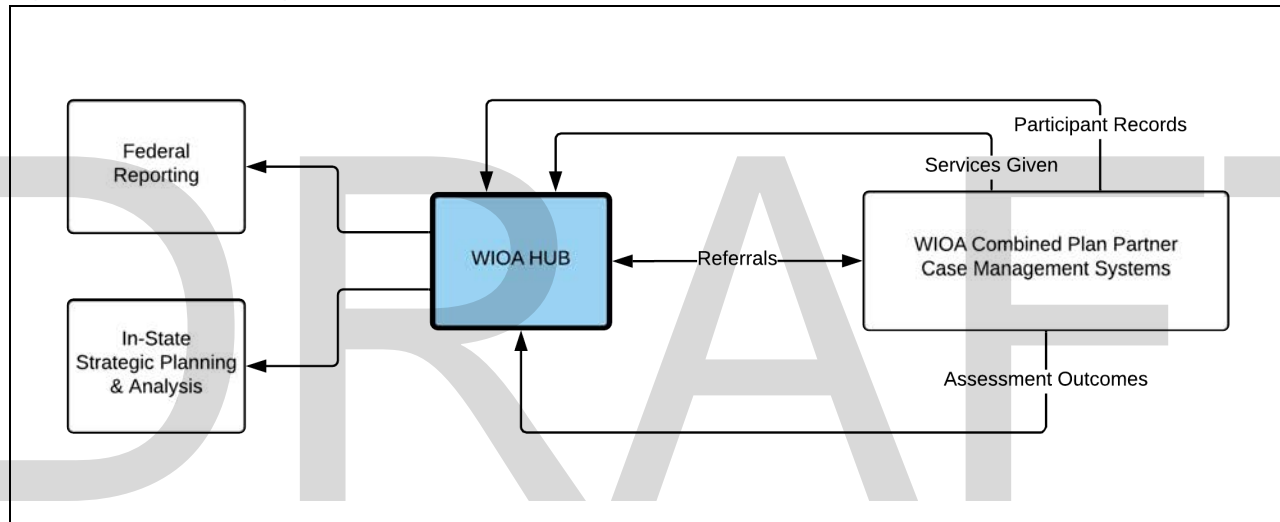 DRAFT
Participant Records
Federal
Reporting
Services Given
WIOA HUB
Referrals
WIOA Combined Plan Partner
Case Management Systems
In-State
Strategic Planning
& Analysis
Assessment Outcomes